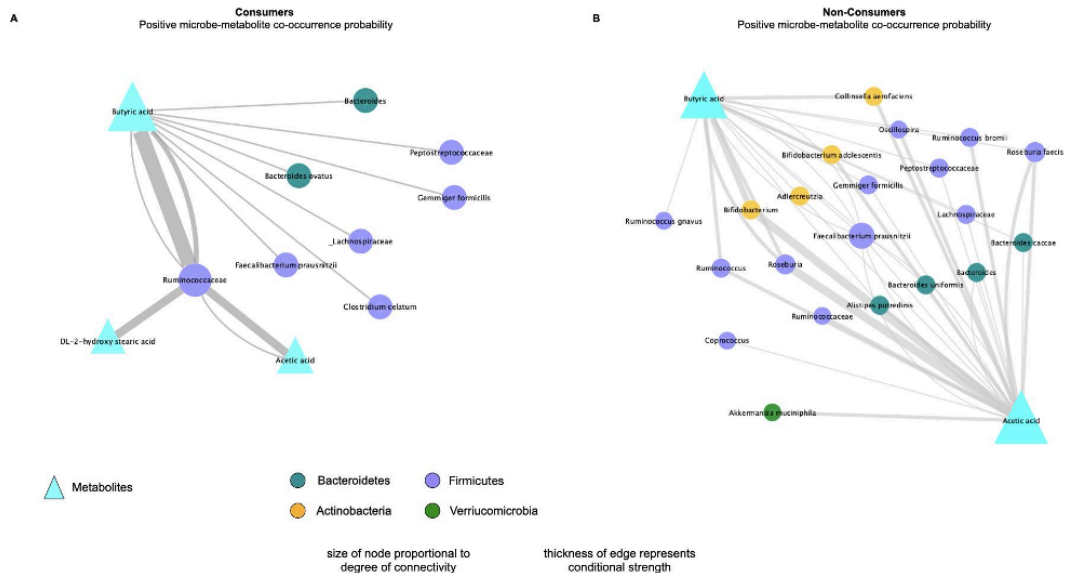 A
Consumers
Positive microbe-metabolite co-occurrence probability
Butyric acid
Bacteroides
Peptostreptococcaceae
Bacteroides ovatus
Gemmiger formicilis
_Lachnospiraceae
Faecalibacterium prausnitzii
Ruminococcaceae
Clostridium celatum
DL-2-hydroxy stearic acid
Acetic acid
B
Non-Consumers
Positive microbe-metabolite co-occurrence probability
Butyric acid
Collinsella aerofaciens
Oscillospira
Ruminococcus bromii
Roseburia faecis
Bifidobacterium adolescentis
Peptostreptococcaceae
Gemmiger formicilis
Adlercreutzia
Bifidobacterium
Lachnospiraceae
Ruminococcus gnavus
Faecalibacterium prausnitzii
Bacteroides caccae
Ruminococcus
Roseburia
Bacteroides
Bacteroides uniformis
Alistipes putredinis
Ruminococcaceae
Coprococcus
Akkermansia muciniphila
Acetic acid
Metabolites
Bacteroidetes
Firmicutes
Actinobacteria
Verriucomicrobia
size of node proportional to
degree of connectivity
thickness of edge represents
conditional strength